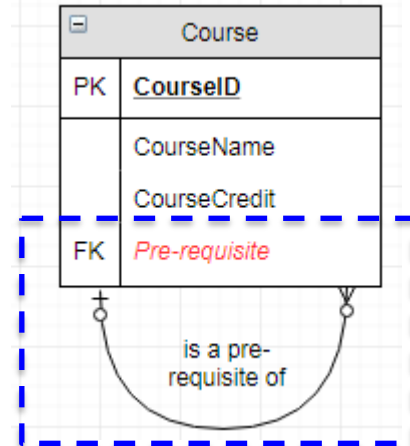 Course
PK CourseID
CourseName
CourseCredit
FK Pre-requisite
is a pre-
requisite of